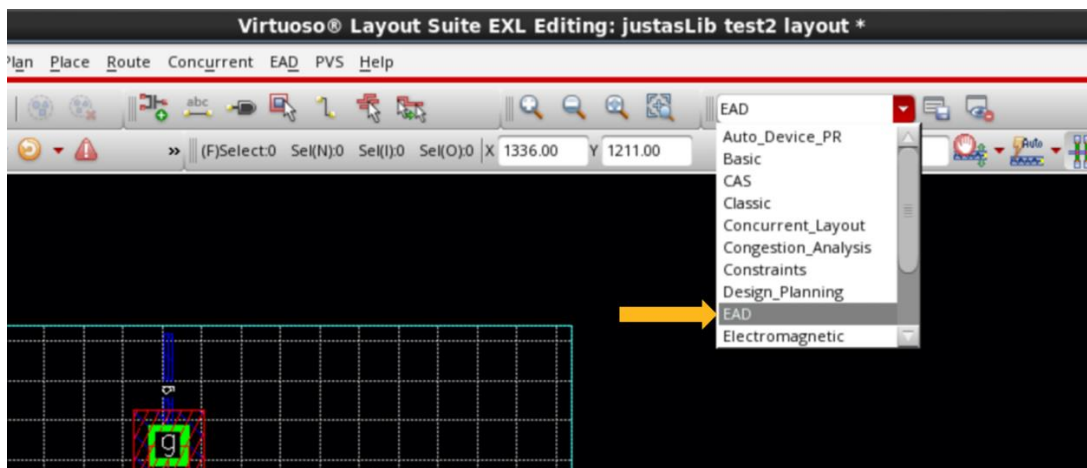 Virtuoso® Layout Suite EXL Editing: justasLib test2 layout *
Plan Place Route Concurrent EAD PVS Help
abc
EAD
» (F)Select:0 Sel(N):0 Sel(I):0 Sel(O):0 X 1336.00 Y 1211.00
Auto
Auto_Device_PR
Basic
CAS
Classic
Concurrent_Layout
Congestion_Analysis
Constraints
Design_Planning
EAD
Electromagnetic
g